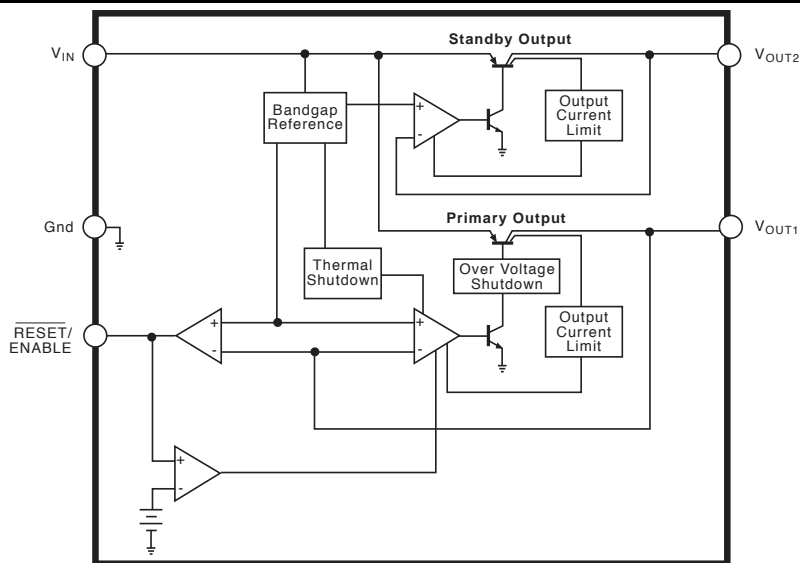 Standby Output
VIN
VOUT2
Bandgap
Reference
+
-
Output
Current
Limit
Primary Output
Gnd
VOUT1
Thermal
Shutdown
Over Voltage
Shutdown
RESET/
ENABLE
+
-
+
-
Output
Current
Limit
+
-